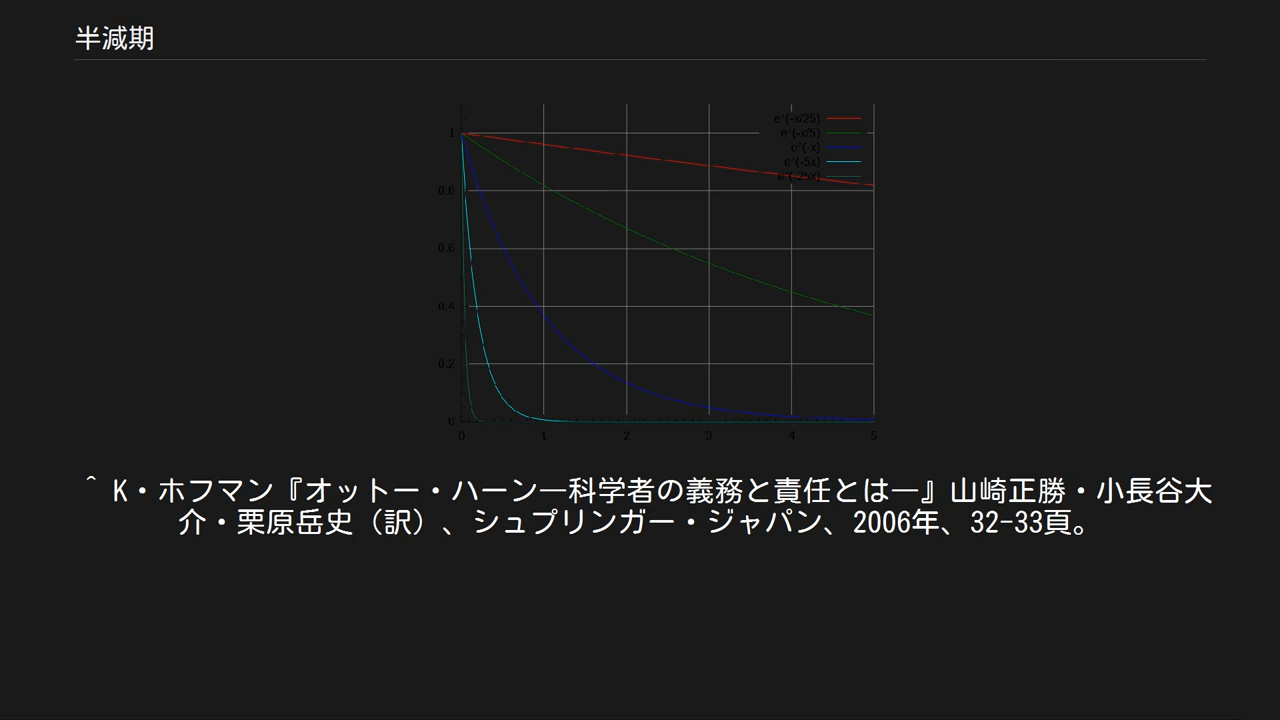 半減期
e^(-x/25)
e^(-x/5)
e^(-x)
e^(-5x)
e^(-25x)
1
0.8
0.6
0.4
0.2
0
0 1 2 3 4 5
^ K・ホフマン『オットー・ハーン―科学者の義務と責任とは―』山崎正勝・小長谷大
介・栗原岳史（訳）、シュプリンガー・ジャパン、2006年、32-33頁。